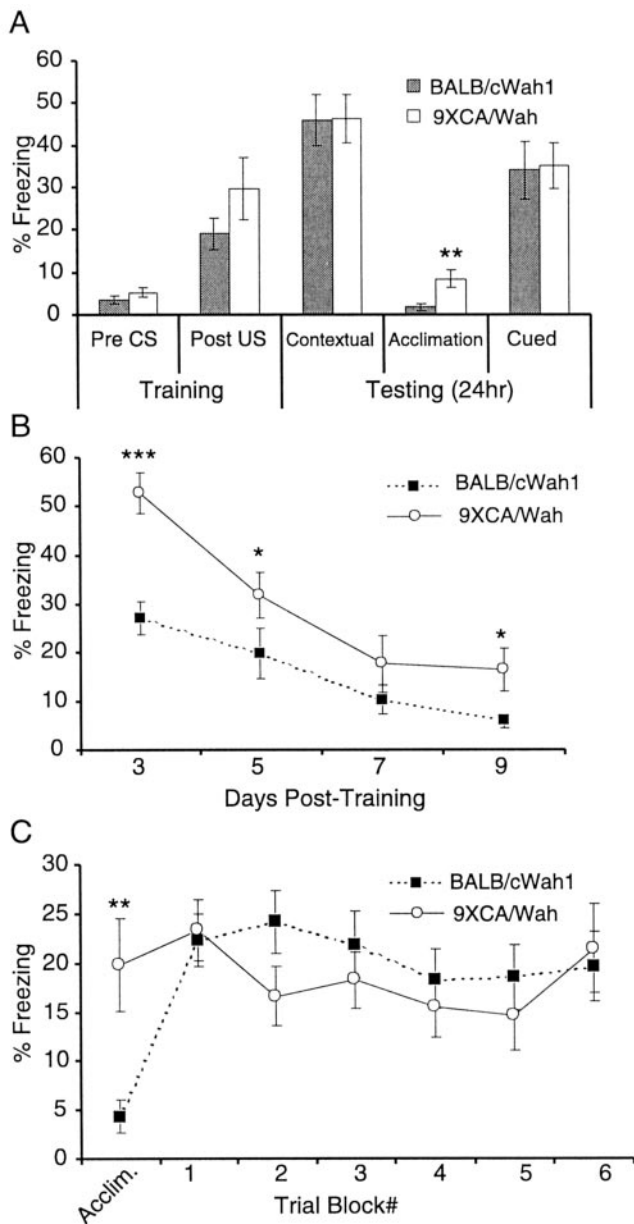 A
% Freezing
60
50
40
30
20
10
0
BALB/cWah1
9XCA/Wah
**
Pre CS Post US Contextual Acclimation Cued
Training Testing (24hr)
B
% Freezing
60
50
40
30
20
10
0
***
*
*
BALB/cWah1
9XCA/Wah
3 5 7 9
Days Post-Training
C
% Freezing
30
25
20
15
10
5
0
**
BALB/cWah1
9XCA/Wah
Acclim. 1 2 3 4 5 6
Trial Block#